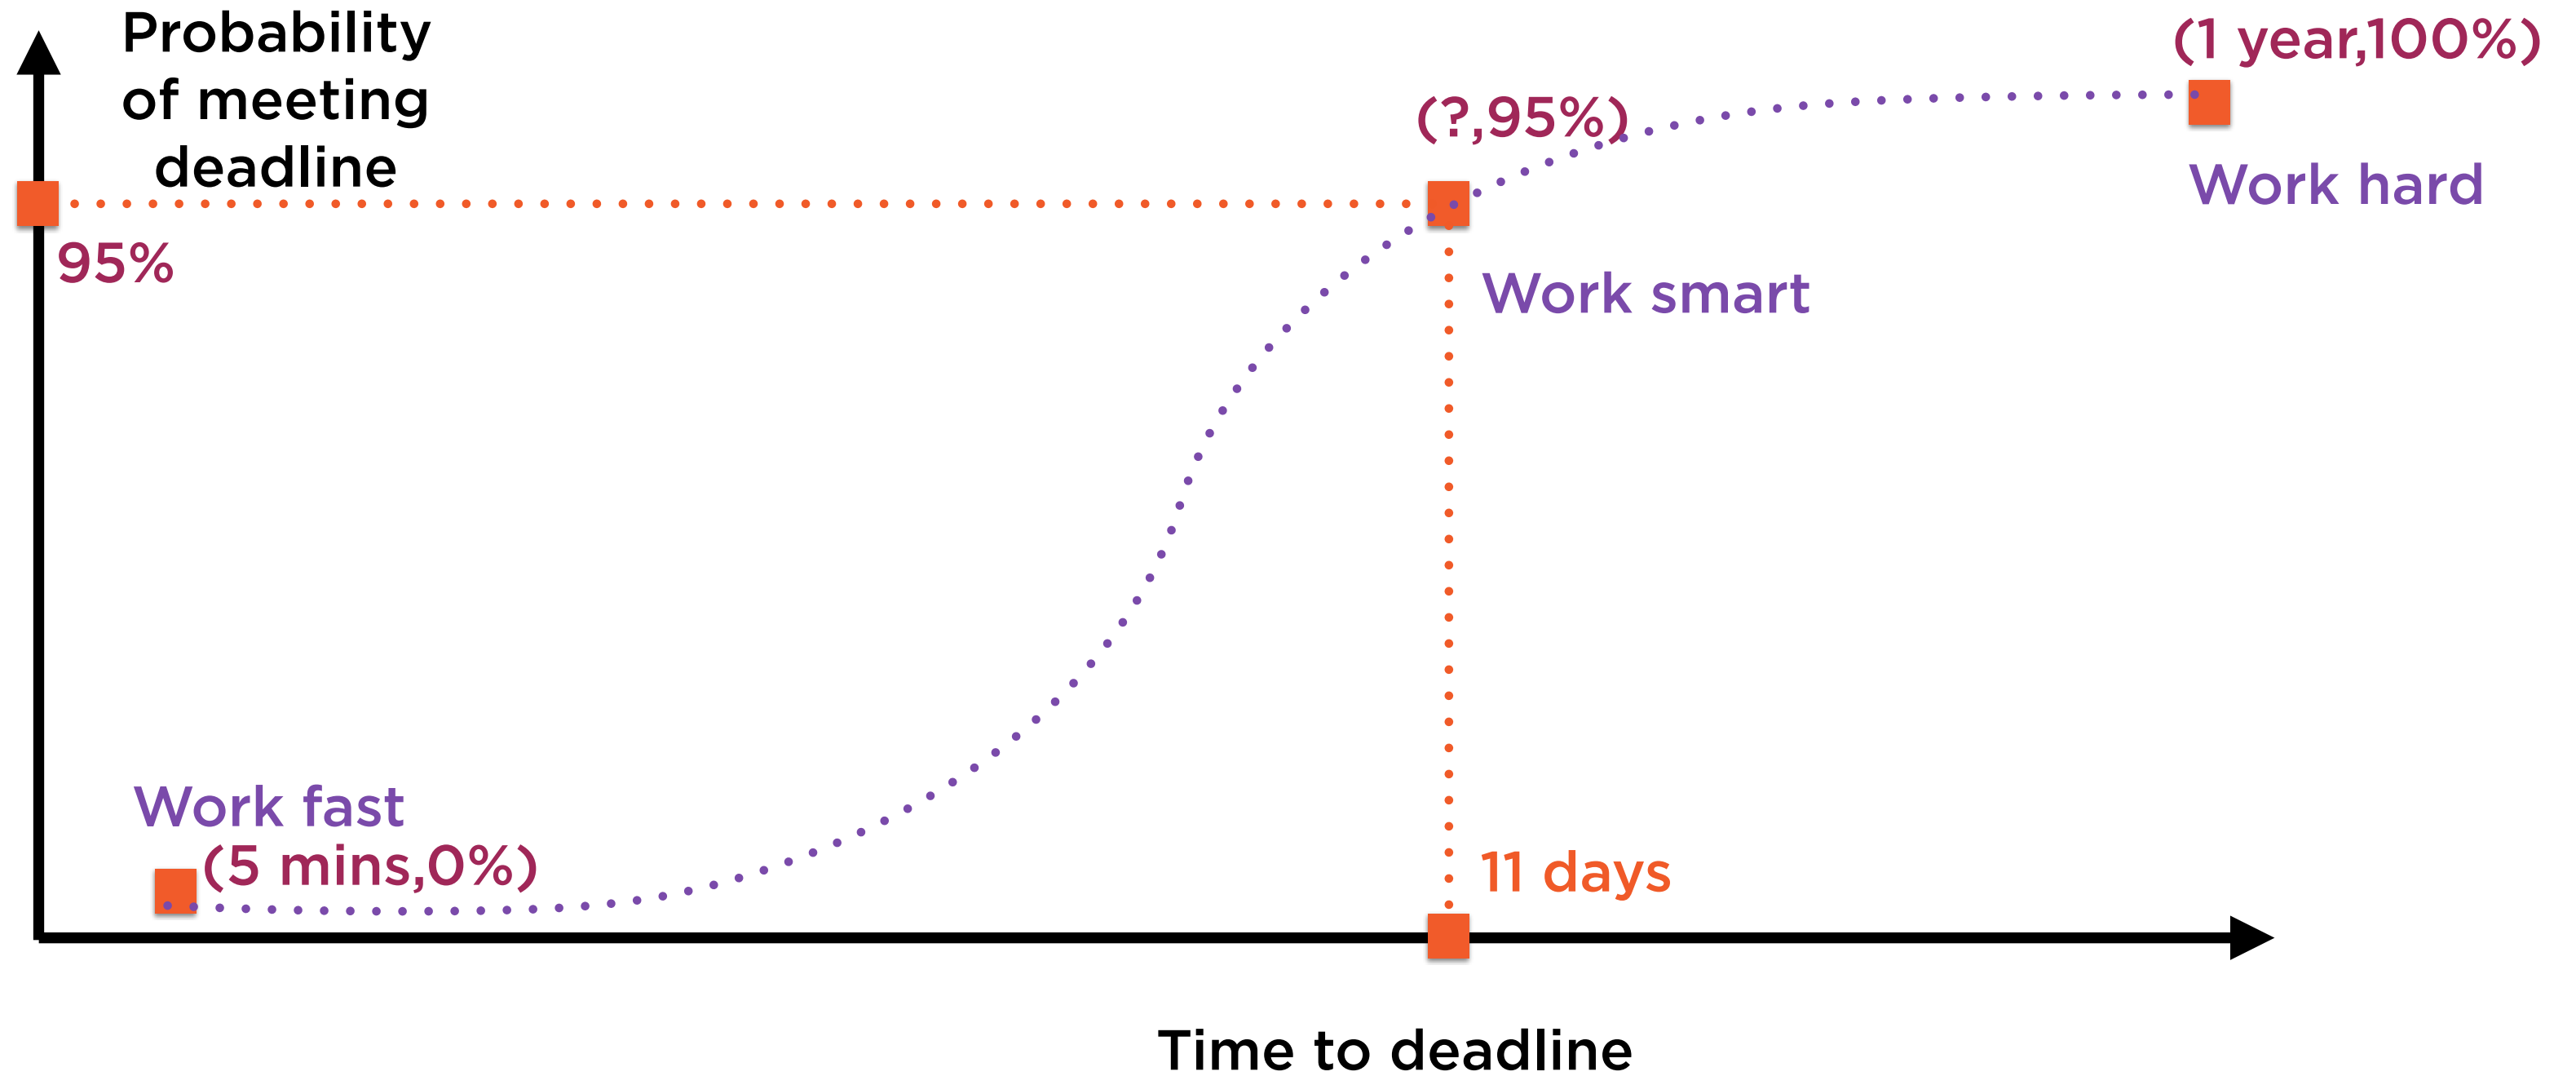 Probability
of meeting
deadline
(1 year,100%)
(?,95%)
Work hard
95%
Work smart
Work fast
(5 mins,0%)
11 days
Time to deadline